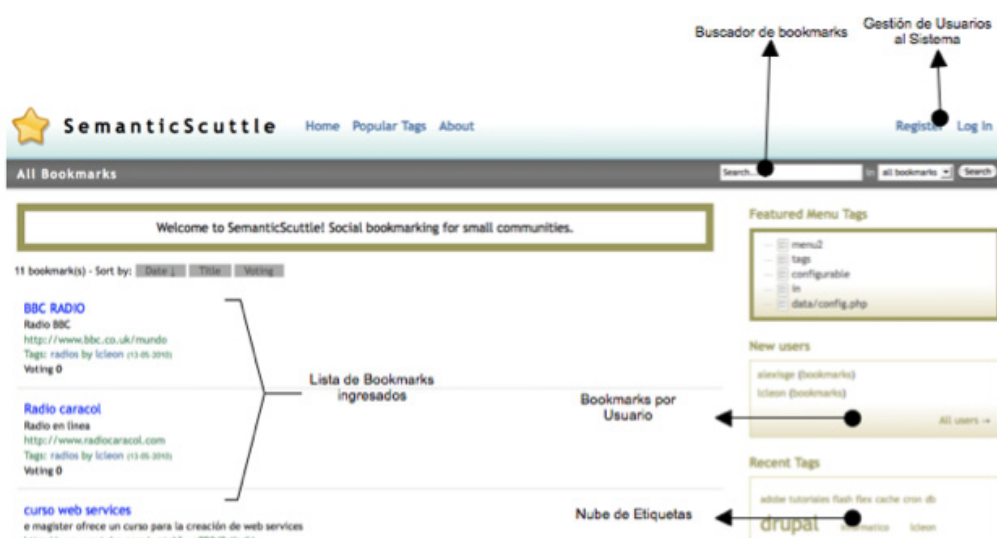 Buscador de bookmarks
Gestión de Usuarios
al Sistema
SemanticScuttle
Home Popular Tags About
Register Log In
All Bookmarks
Search... in all bookmarks Search
Welcome to SemanticScuttle! Social bookmarking for small communities.
11 bookmark(s) - Sort by: Date ↓ Title Voting
BBC RADIO
Radio BBC
http://www.bbc.co.uk/mundo
Tags: radios by lcleon (13-05-2010)
Voting 0
Radio caracol
Radio en linea
http://www.radiocaracol.com
Tags: radios by lcleon (13-05-2010)
Voting 0
curso web services
e magister ofrece un curso para la creación de web services
Lista de Bookmarks
ingresados
Featured Menu Tags
menu2
tags
configurable
in
data/config.php
New users
alexisge (bookmarks)
lcleon (bookmarks)
All users →
Bookmarks por
Usuario
Recent Tags
adobe tutoriales flash flex cache cron db
drupal informatico lcleon
Nube de Etiquetas